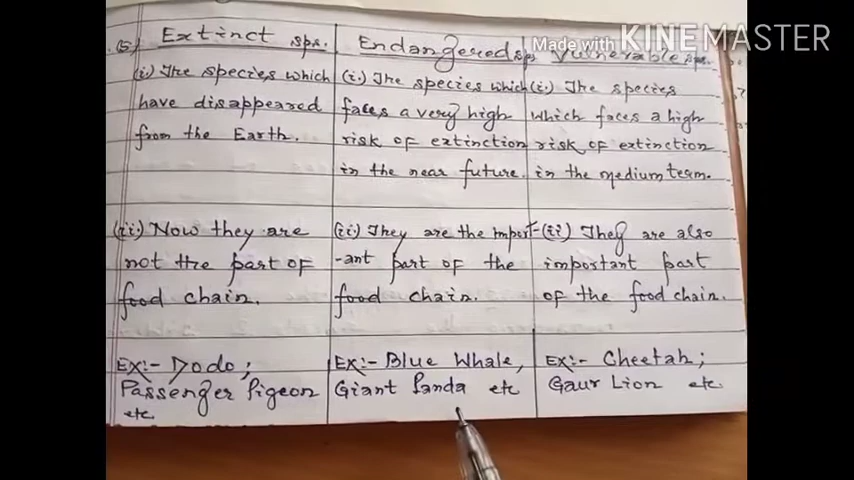 Made with KINEMASTER
(5) Extinct sps. Endangered sps Vulnerable sps.
(i) The species which
have disappeared
from the Earth.
(i) The species which
faces a very high
risk of extinction
in the near future.
(i) The species
which faces a high
risk of extinction
in the medium team.
(ii) Now they are
not the part of
food chain.
(ii) They are the import-
-ant part of the
food chain.
(ii) They are also
important part
of the food chain.
Ex:- Dodo;
Passenger Pigeon
etc
Ex:- Blue Whale,
Giant Panda etc
Ex:- Cheetah;
Gaur Lion etc.